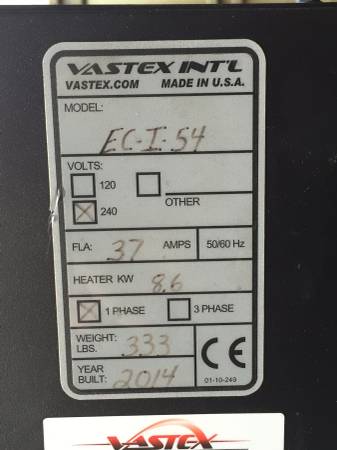 VASTEX INT'L
VASTEX.COM MADE IN U.S.A.
MODEL:
EC-I-54
VOLTS:
120
240 OTHER
FLA: 37 AMPS 50/60 Hz
HEATER KW 8.6
1 PHASE 3 PHASE
WEIGHT: LBS. 333
YEAR BUILT: 2014
CE
01-10-249
VASTEX